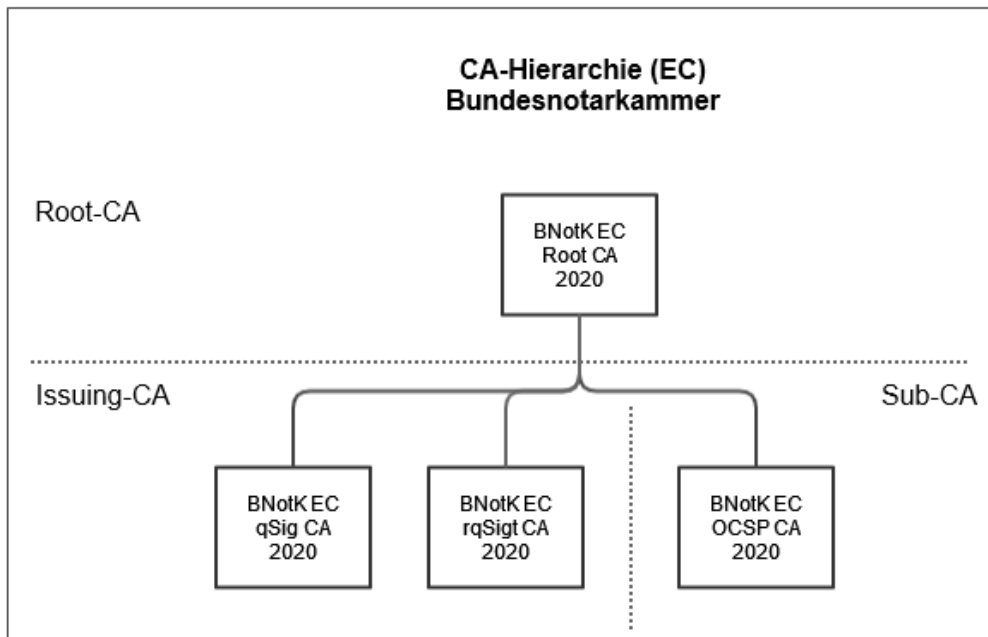 CA-Hierarchie (EC)
Bundesnotarkammer
Root-CA
BNotK EC
Root CA
2020
Issuing-CA
Sub-CA
BNotK EC
qSig CA
2020
BNotK EC
rqSigt CA
2020
BNotK EC
OCSP CA
2020